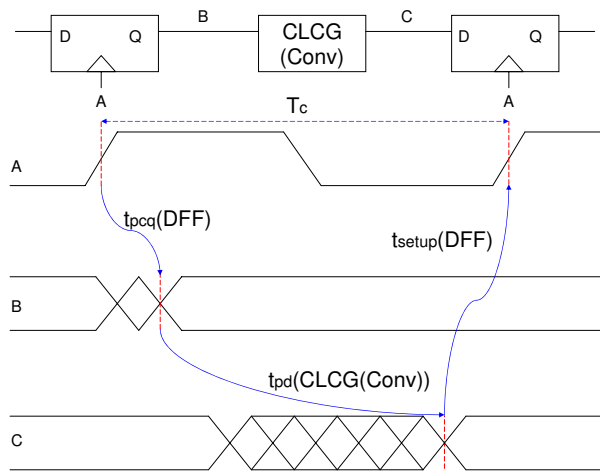 B
C
D Q
CLCG
(Conv)
D Q
A
A
Tc
A
tpcq(DFF)
tsetup(DFF)
B
tpd(CLCG(Conv))
C